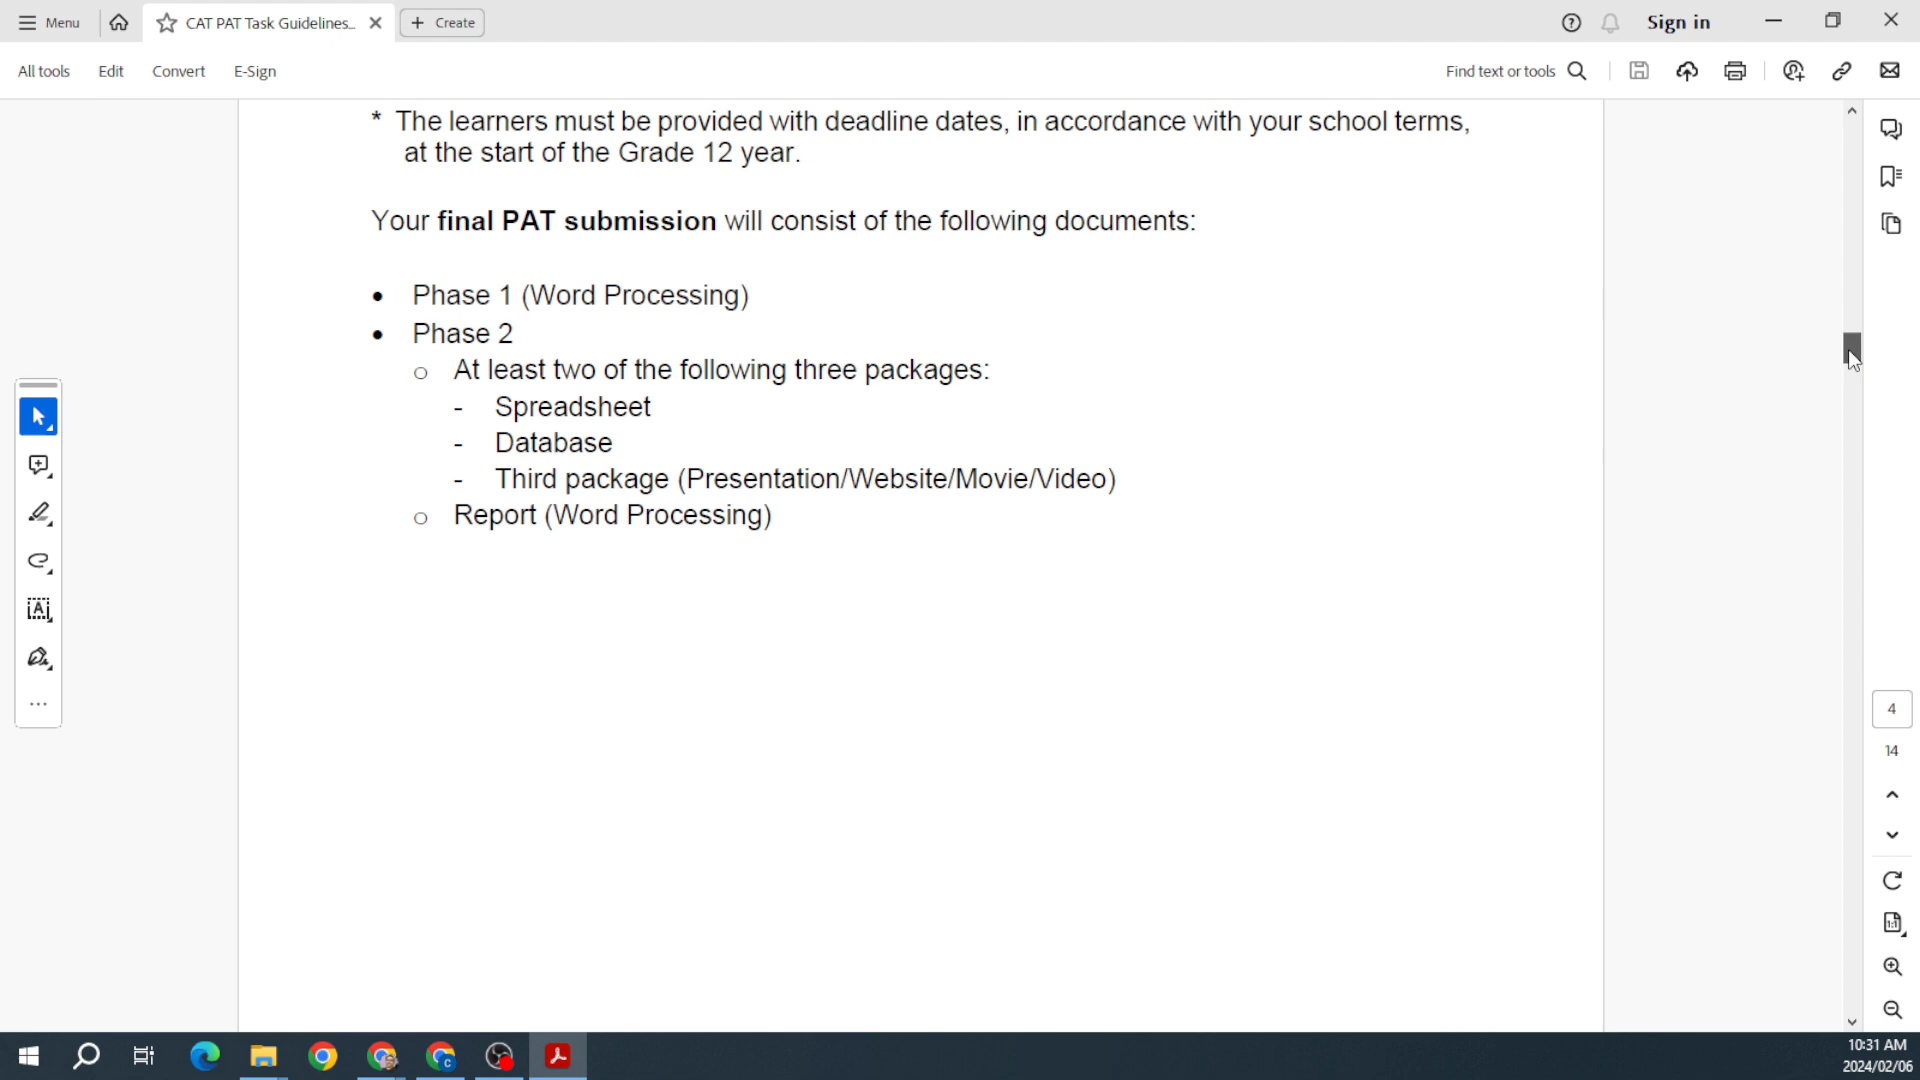 Menu
CAT PAT Task Guidelines...
Create
Sign in
All tools
Edit
Convert
E-Sign
Find text or tools
* The learners must be provided with deadline dates, in accordance with your school terms,
at the start of the Grade 12 year.
Your final PAT submission will consist of the following documents:
• Phase 1 (Word Processing)
• Phase 2
o At least two of the following three packages:
- Spreadsheet
- Database
- Third package (Presentation/Website/Movie/Video)
o Report (Word Processing)
4
14
10:31 AM
2024/02/06